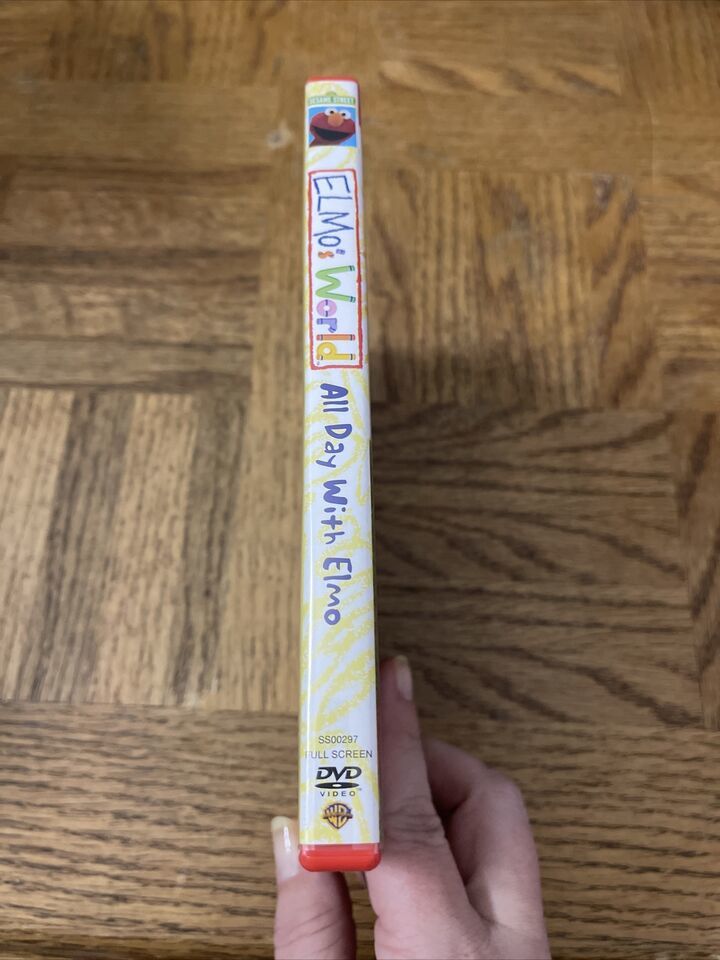 SESAME STREET
ELMO'S World
All Day With Elmo
SS00297
FULL SCREEN
DVD
VIDEO
WB